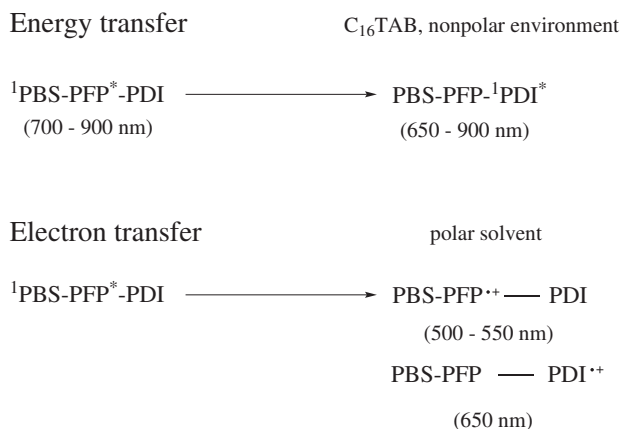 Energy transfer C₁₆TAB, nonpolar environment
¹PBS-PFP*-PDI PBS-PFP-¹PDI*
(700 - 900 nm) (650 - 900 nm)
Electron transfer polar solvent
¹PBS-PFP*-PDI PBS-PFP•⁺ — PDI
(500 - 550 nm)
PBS-PFP — PDI•⁺
(650 nm)